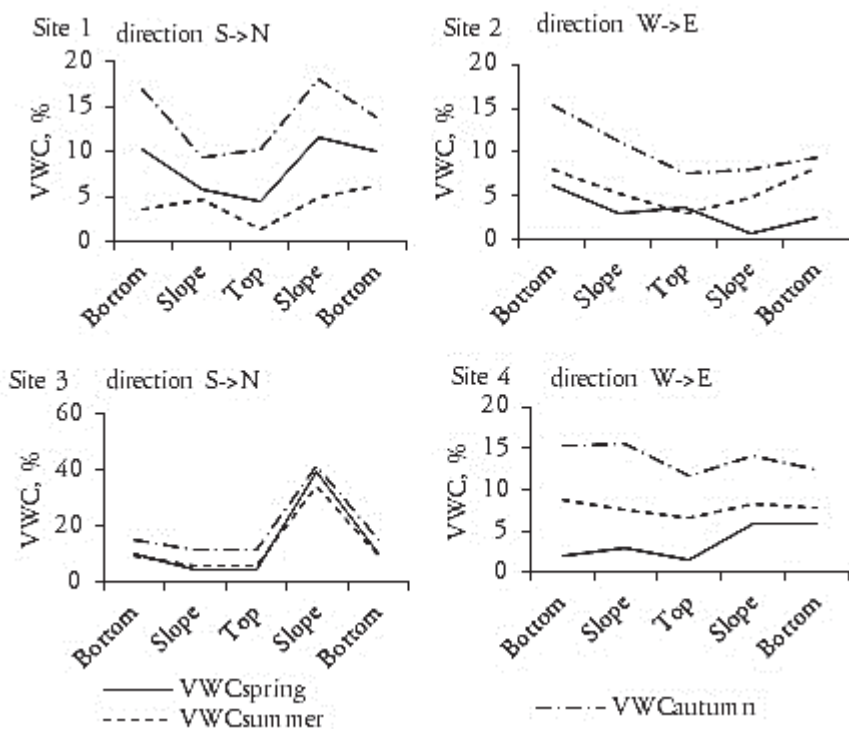 Site 1 direction S->N
VWC, %
20
15
10
5
0
Bottom
Slope
Top
Slope
Bottom
Site 2 direction W->E
VWC, %
20
15
10
5
0
Bottom
Slope
Top
Slope
Bottom
Site 3 direction S->N
VWC, %
60
40
20
0
Bottom
Slope
Top
Slope
Bottom
Site 4 direction W->E
VWC, %
20
15
10
5
0
Bottom
Slope
Top
Slope
Bottom
VWCspring
VWCsummer
VWCautumn